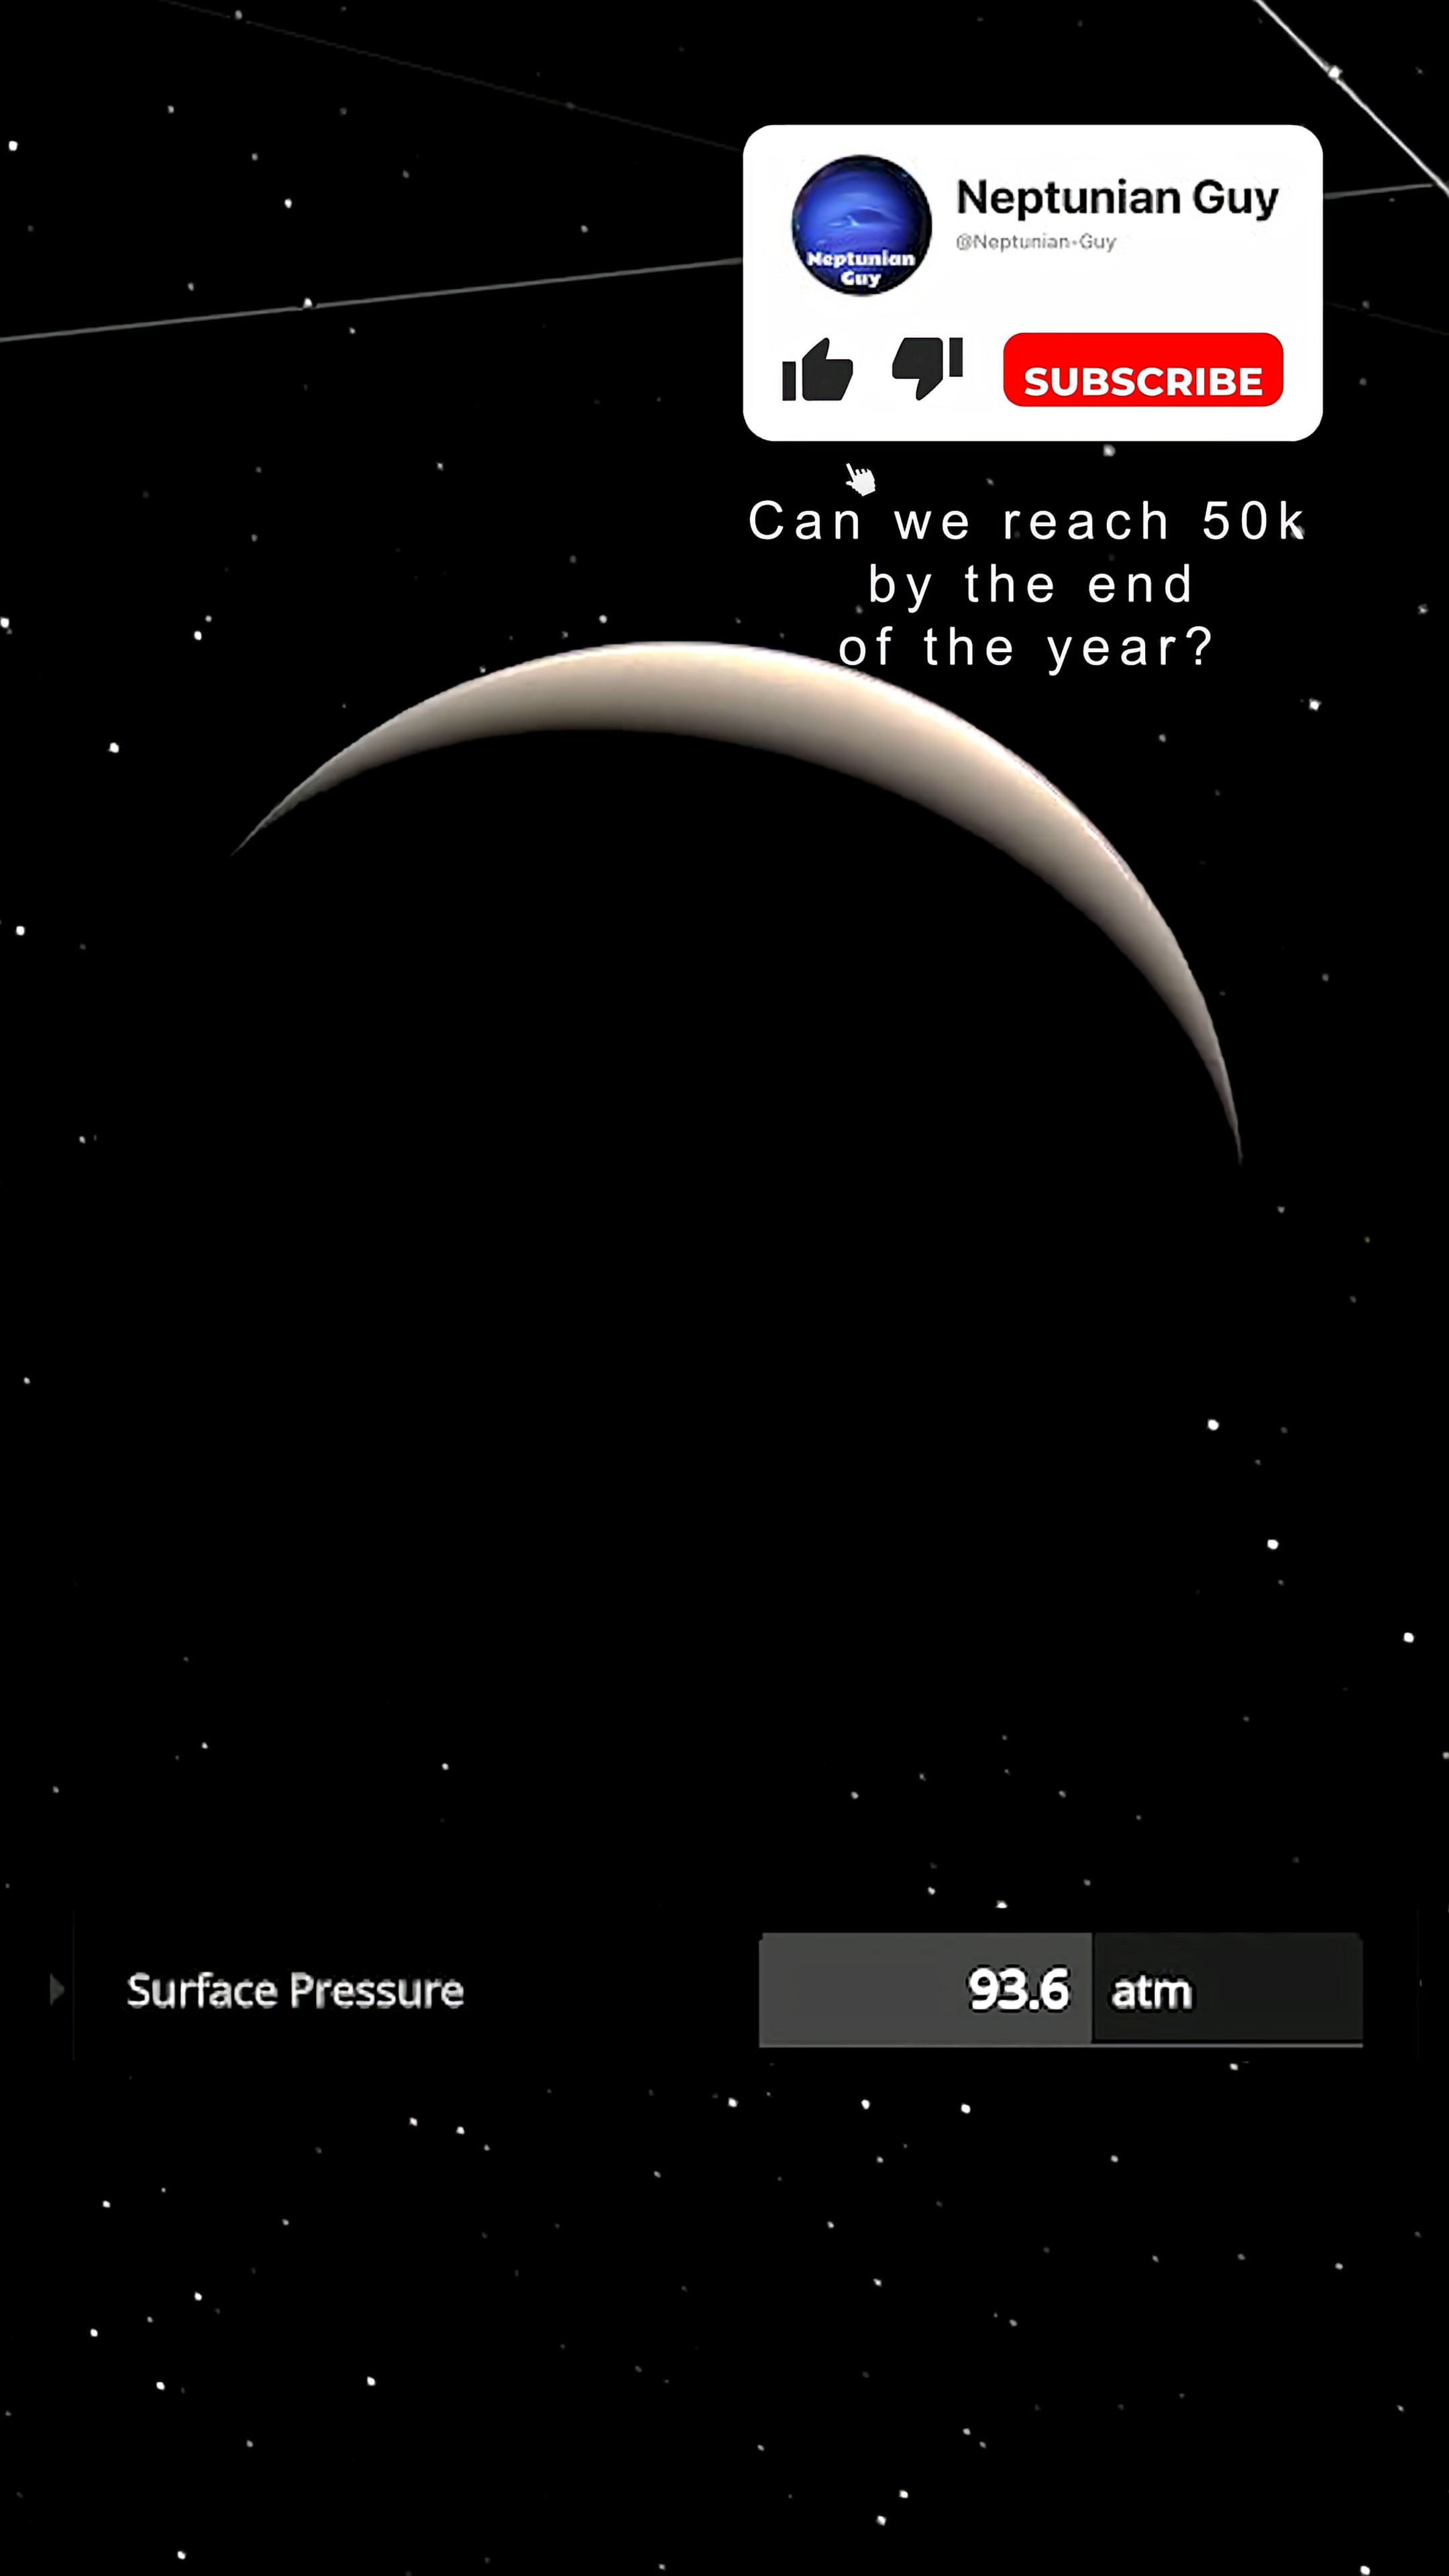 Neptunian Guy
@Neptunian-Guy
Neptunian
Guy
SUBSCRIBE
Can we reach 50k
by the end
of the year?
Surface Pressure 93.6 atm